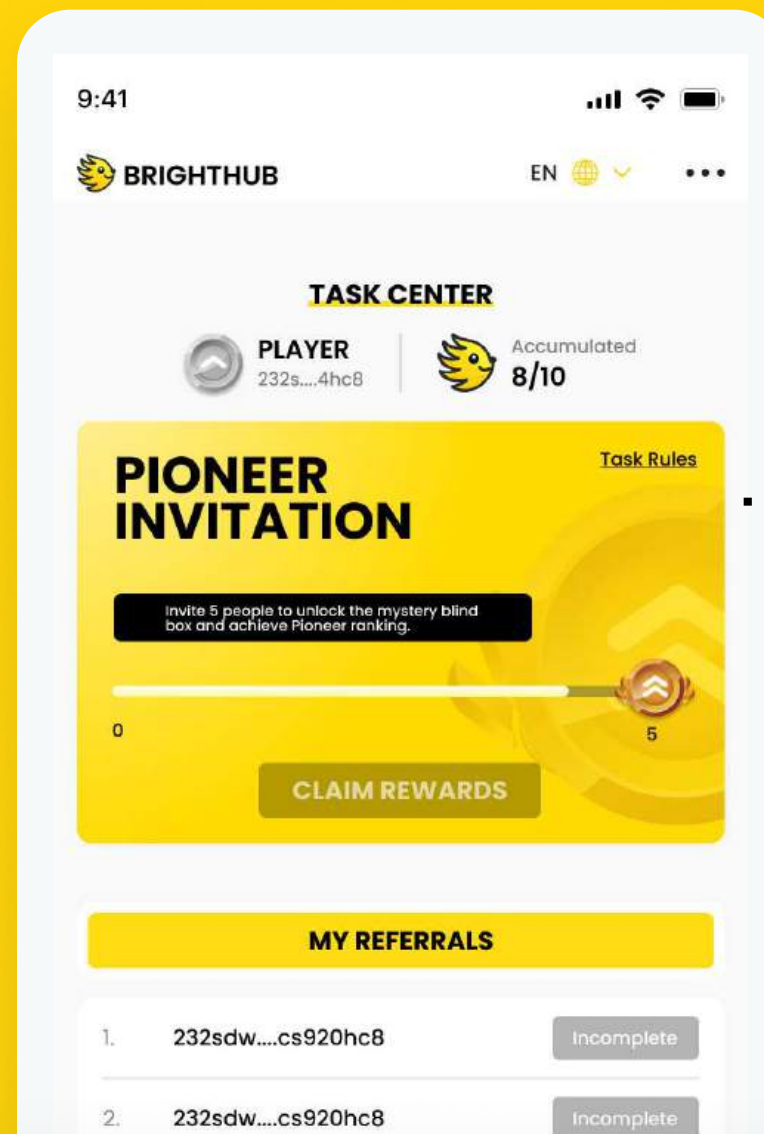 9:41
BRIGHTHUB EN
TASK CENTER
PLAYER
232s....4hc8
Accumulated
8/10
PIONEER
INVITATION
Task Rules
Invite 5 people to unlock the mystery blind
box and achieve Pioneer ranking.
0
5
CLAIM REWARDS
MY REFERRALS
1. 232sdw....cs920hc8 Incomplete
2. 232sdw....cs920hc8 Incomplete